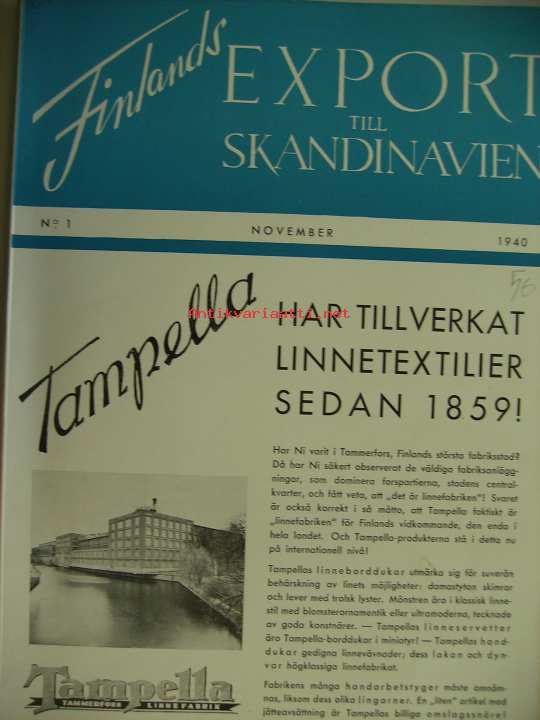 Finlands
EXPORT
TILL
SKANDINAVIEN
No 1 NOVEMBER 1940
56
Antikvariaatti.net
Tampella
HAR TILLVERKAT
LINNETEXTILIER
SEDAN 1859!
Har Ni varit i Tammerfors, Finlands största fabriksstad?
Då har Ni säkert observerat de väldiga fabriksanlägg-
ningar, som dominera forspartierna, stadens central-
kvarter, och fått veta, att „det är linnefabriken"! Svaret
är också korrekt i så måtto, att Tampella faktiskt är
„linnefabriken" för Finlands vidkommande, den enda i
hela landet. Och Tampella-produkterna stå i detta nu
på internationell nivå!
Tampellas linneborddukar utmärka sig för suverän
behärskning av linets möjligheter: damastytan skimrar
och lever med trolsk lyster. Mönstren äro i klassisk linne-
stil med blomsterornamentik eller ultramoderna, tecknade
av goda konstnärer. — Tampellas linneservetter
äro Tampella-borddukar i miniatyr! — Tampellas hand-
dukar gedigna linnevävnader; dess lakan och dyn-
var högklassiga linnefabrikat.
Fabrikens många handarbetstyger måste omnäm-
nas, liksom dess olika lingarner. En „liten" artikel med
jätteavsättning är Tampellas billiga omslagssnöre!
Tampella
TAMMERFORS LINNEFABRIK